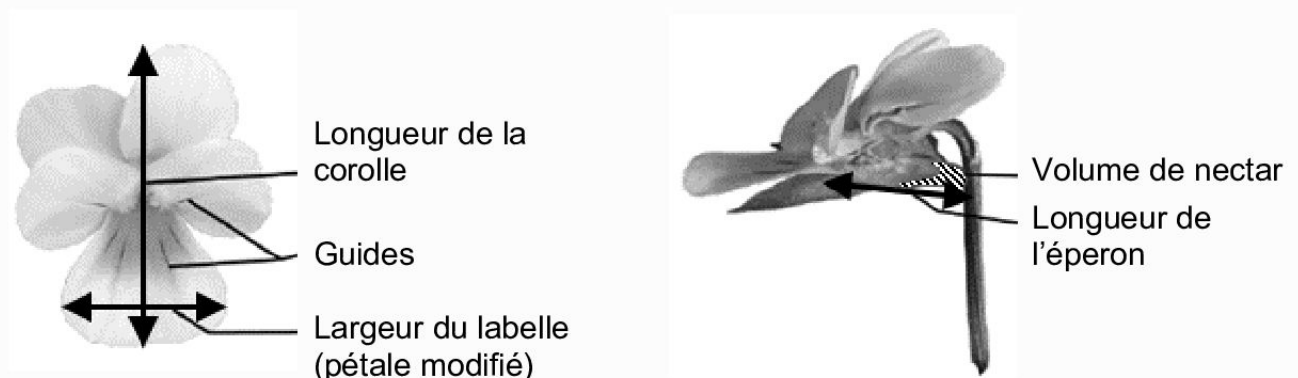 Longueur de la
corolle
Guides
Largeur du labelle
(pétale modifié)
Volume de nectar
Longueur de
l'éperon